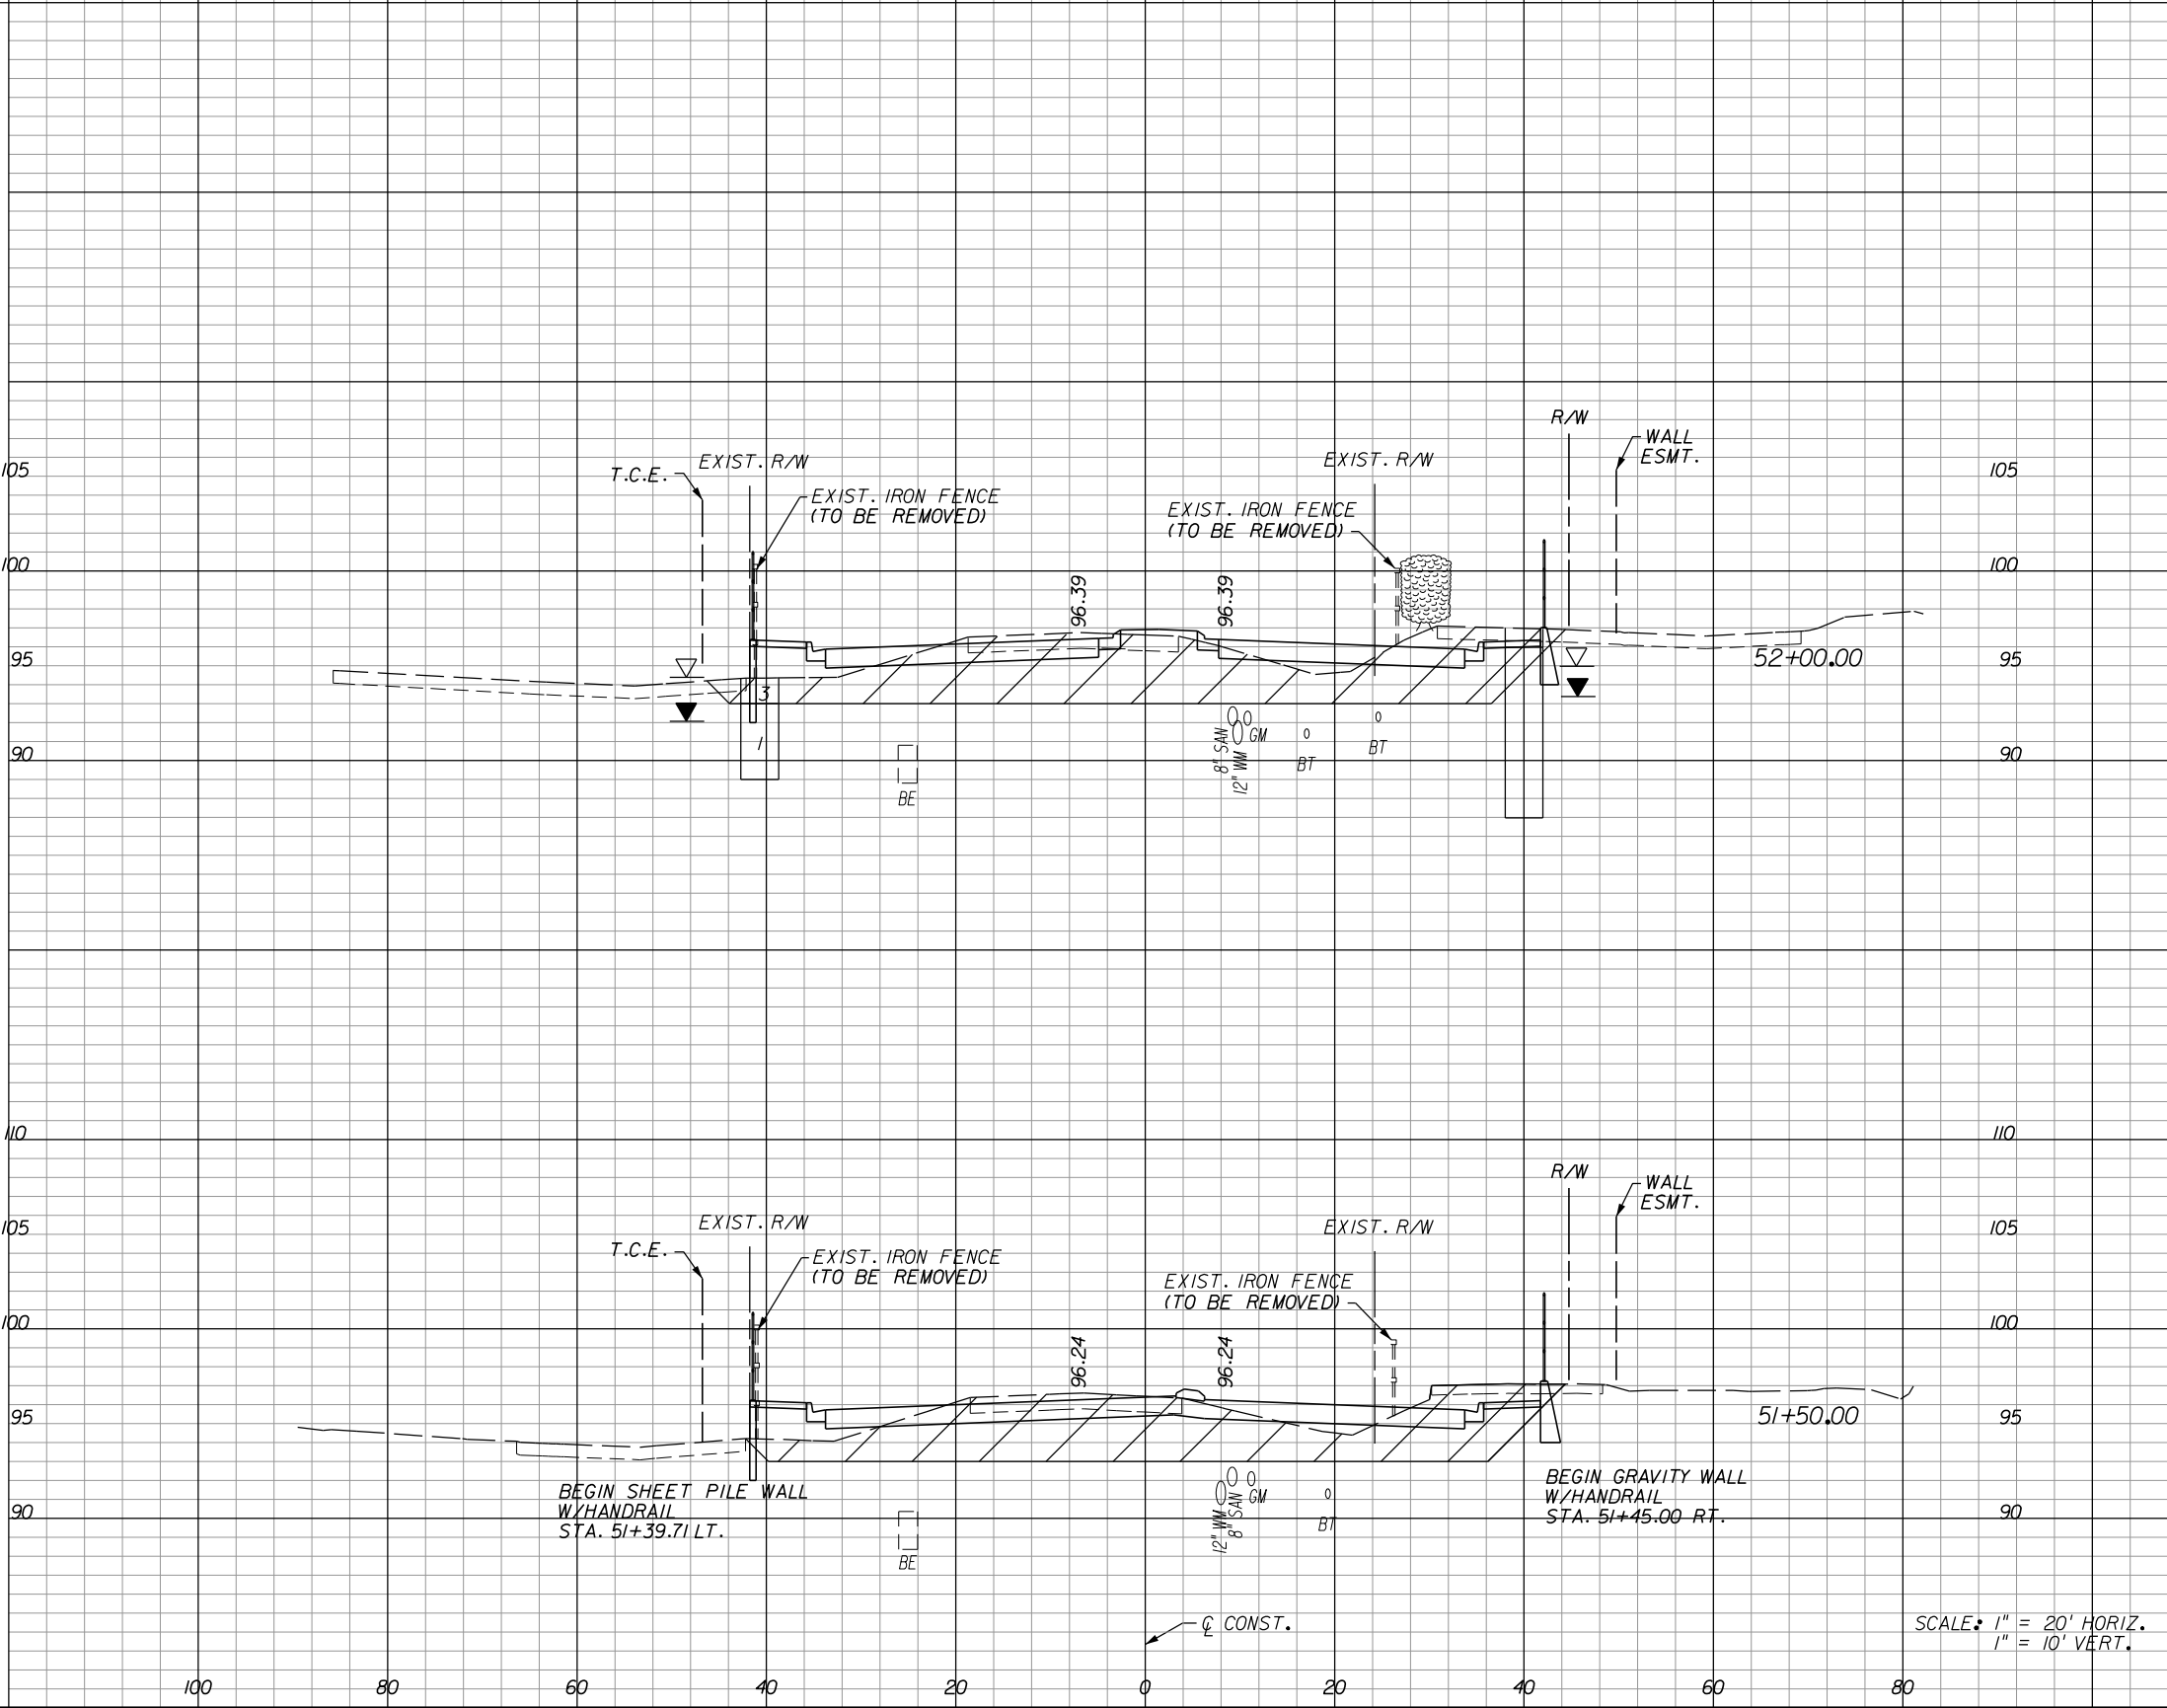 R/W
WALL
ESMT.
EXIST. R/W
T.C.E.
EXIST. IRON FENCE
(TO BE REMOVED)
EXIST. R/W
EXIST. IRON FENCE
(TO BE REMOVED)
105
105
100
100
96.39
96.39
95
95
52+00.00
3
1
8" SAN
12" WM
GM
BT
BT
90
90
BE
110
110
R/W
WALL
ESMT.
105
105
EXIST. R/W
T.C.E.
EXIST. IRON FENCE
(TO BE REMOVED)
EXIST. R/W
EXIST. IRON FENCE
(TO BE REMOVED)
100
100
96.24
96.24
95
95
51+50.00
BEGIN SHEET PILE WALL
W/HANDRAIL
STA. 51+39.71 LT.
BEGIN GRAVITY WALL
W/HANDRAIL
STA. 51+45.00 RT.
12" WM
8" SAN
GM
BT
90
90
BE
℄ CONST.
SCALE: 1" = 20' HORIZ.
1" = 10' VERT.
100 80 60 40 20 0 20 40 60 80